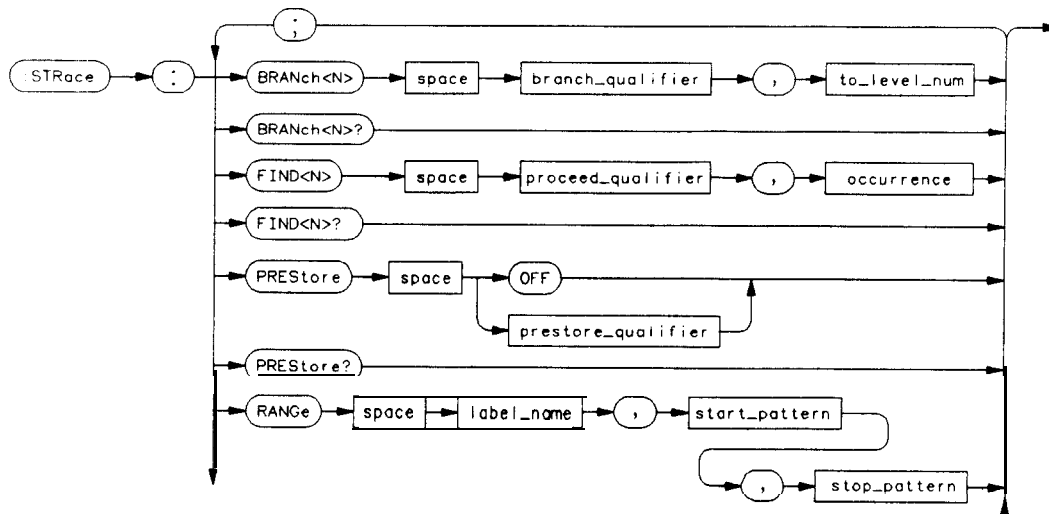 ;
:STRace : BRANch<N> space branch_qualifier , to_level_num
BRANch<N>?
FIND<N> space proceed_qualifier , occurrence
FIND<N>?
PREStore space OFF
prestore_qualifier
PREStore?
RANGe space label_name , start_pattern
, stop_pattern